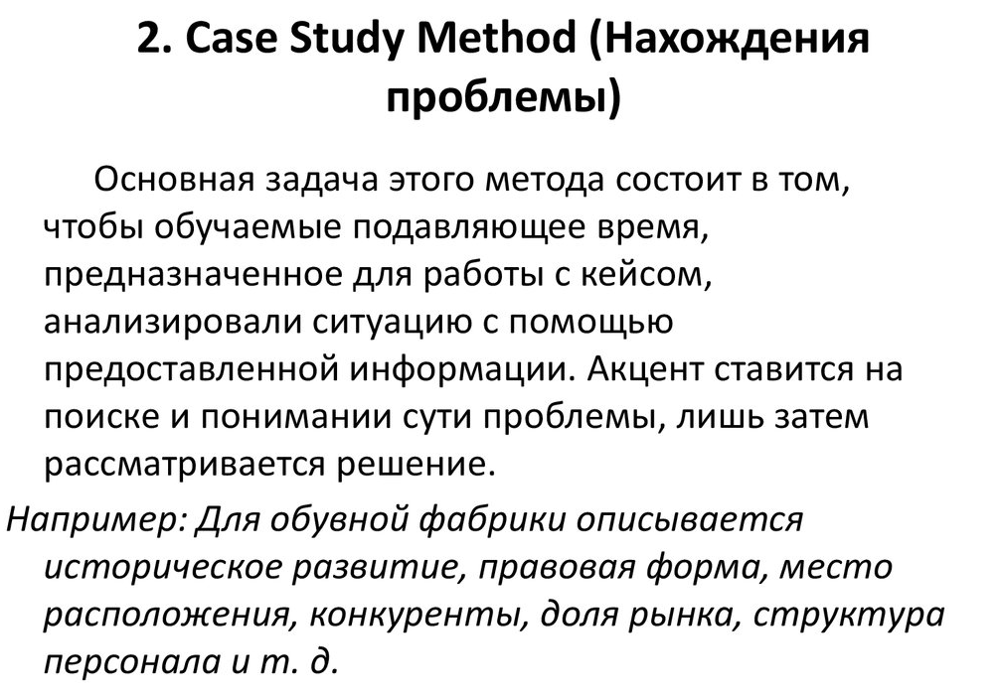 2. Case Study Method (Нахождения
проблемы)
Основная задача этого метода состоит в том,
чтобы обучаемые подавляющее время,
предназначенное для работы с кейсом,
анализировали ситуацию с помощью
предоставленной информации. Акцент ставится на
поиске и понимании сути проблемы, лишь затем
рассматривается решение.
Например: Для обувной фабрики описывается
историческое развитие, правовая форма, место
расположения, конкуренты, доля рынка, структура
персонала и т. д.